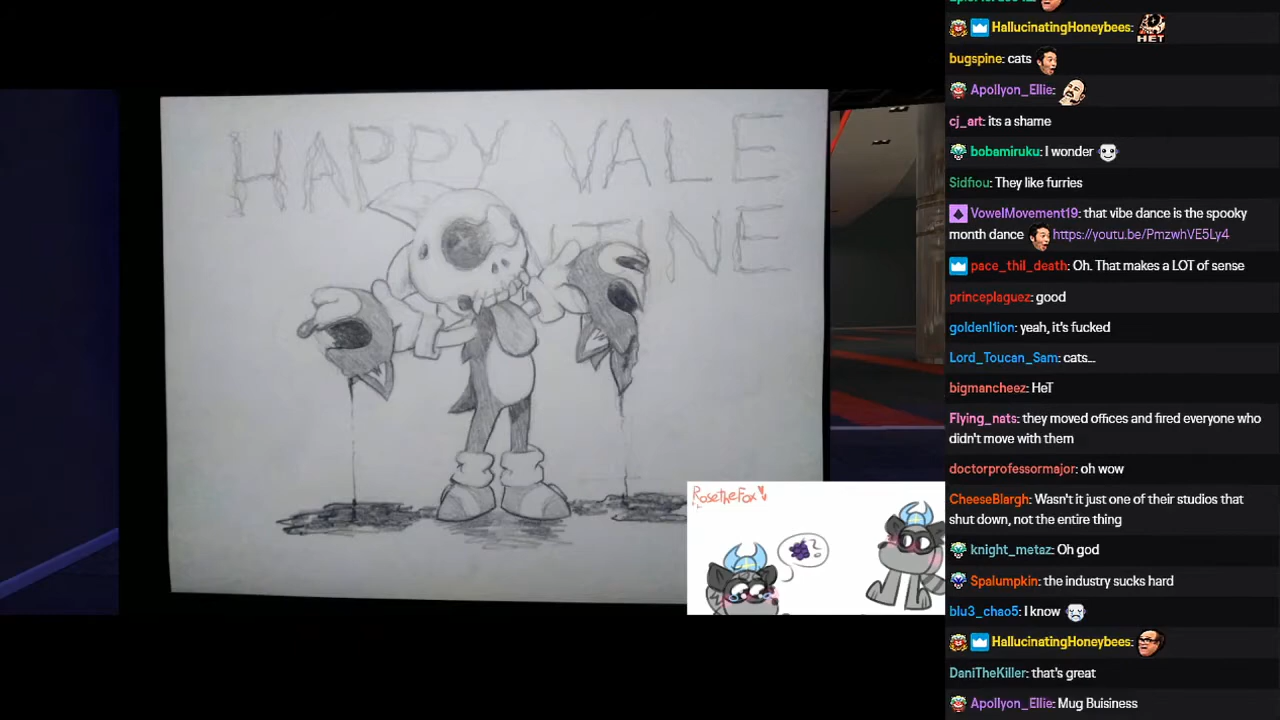 HallucinatingHoneybees:
HET
bugspine: cats
Apollyon_Ellie:
cj_art: its a shame
bobamiruku: I wonder
Sidfiou: They like furries
VowelMovement19: that vibe dance is the spooky
month dance https://youtu.be/PmzwhVE5Ly4
pace_thil_death: Oh. That makes a LOT of sense
princeplaguez: good
goldenl1ion: yeah, it's fucked
Lord_Toucan_Sam: cats...
bigmancheez: HeT
Flying_nats: they moved offices and fired everyone who
didn't move with them
doctorprofessormajor: oh wow
CheeseBlargh: Wasn't it just one of their studios that
shut down, not the entire thing
knight_metaz: Oh god
Spalumpkin: the industry sucks hard
blu3_chao5: I know
HallucinatingHoneybees:
DaniTheKiller: that's great
Apollyon_Ellie: Mug Buisiness
HAPPY VALE
TINE
RosetheFox